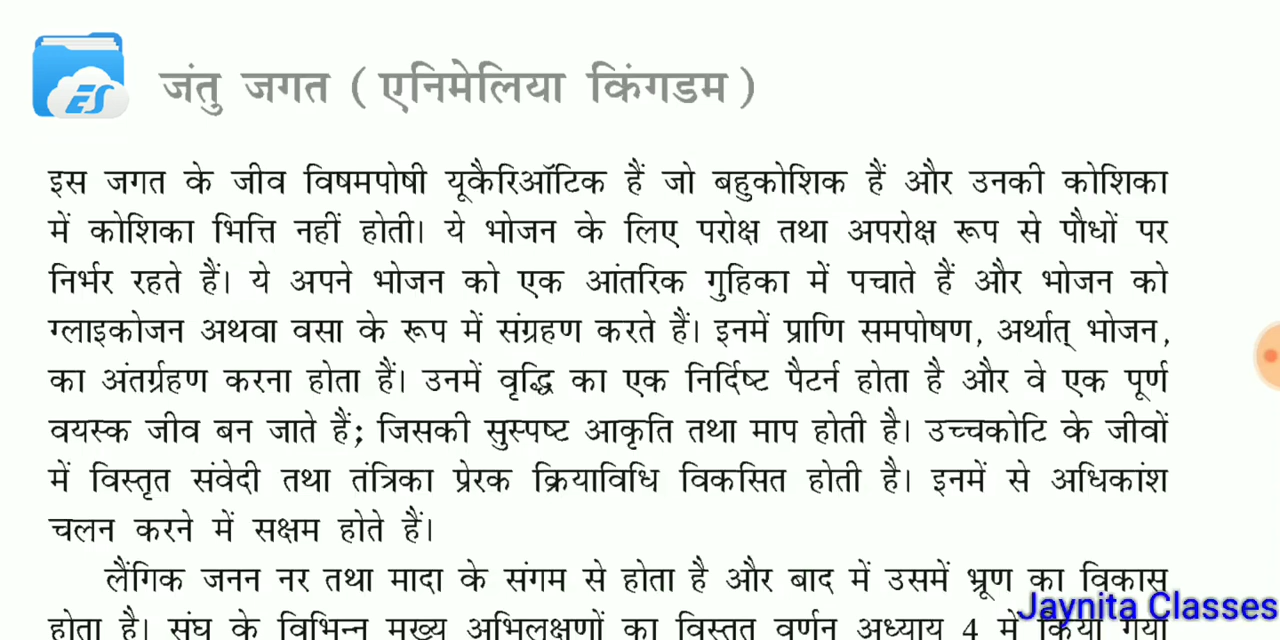 ES
जंतु जगत ( एनिमेलिया किंगडम )
इस जगत के जीव विषमपोषी यूकैरिऑटिक हैं जो बहुकोशिक हैं और उनकी कोशिका
में कोशिका भित्ति नहीं होती। ये भोजन के लिए परोक्ष तथा अपरोक्ष रूप से पौधों पर
निर्भर रहते हैं। ये अपने भोजन को एक आंतरिक गुहिका में पचाते हैं और भोजन को
ग्लाइकोजन अथवा वसा के रूप में संग्रहण करते हैं। इनमें प्राणि समपोषण, अर्थात् भोजन,
का अंतर्ग्रहण करना होता हैं। उनमें वृद्धि का एक निर्दिष्ट पैटर्न होता है और वे एक पूर्ण
वयस्क जीव बन जाते हैं; जिसकी सुस्पष्ट आकृति तथा माप होती है। उच्चकोटि के जीवों
में विस्तृत संवेदी तथा तंत्रिका प्रेरक क्रियाविधि विकसित होती है। इनमें से अधिकांश
चलन करने में सक्षम होते हैं।
लैंगिक जनन नर तथा मादा के संगम से होता है और बाद में उसमें भ्रूण का विकास
होता है। संघ के विभिन्न मुख्य अभिलक्षणों का विस्तृत वर्णन अध्याय 4 में किया गया
Jaynita Classes